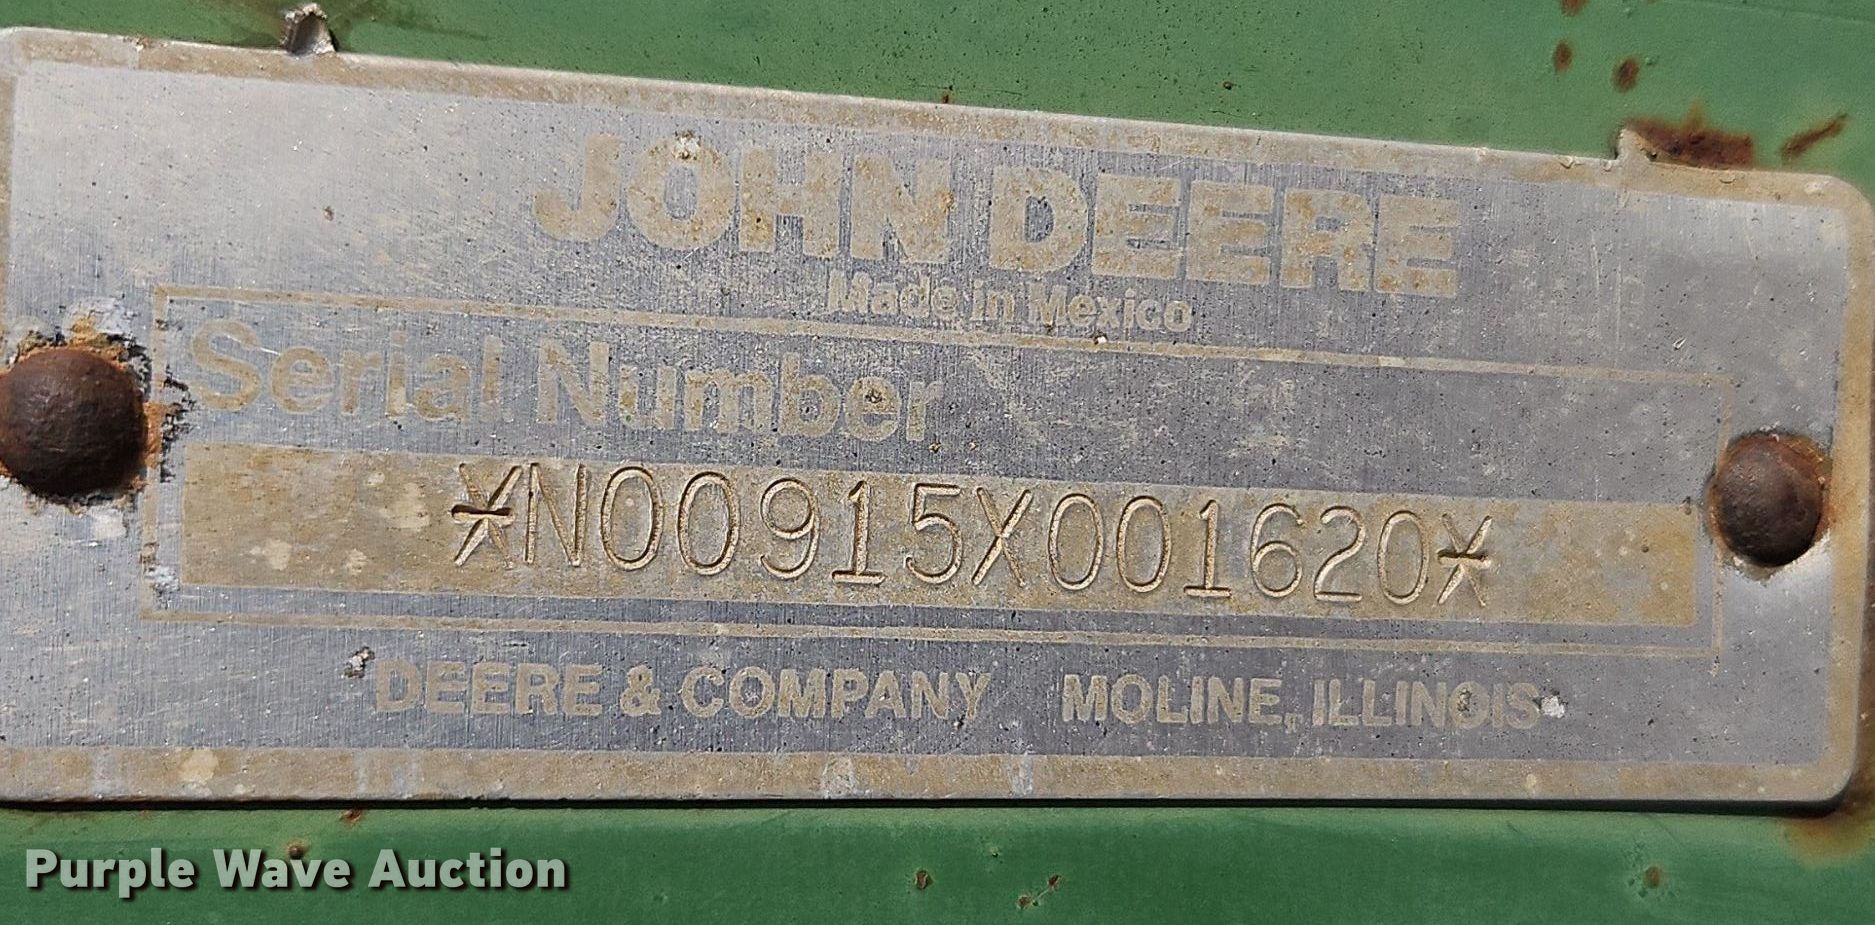 JOHN DEERE
Made in Mexico
Serial Number
*N00915X001620*
DEERE & COMPANY MOLINE, ILLINOIS
Purple Wave Auction